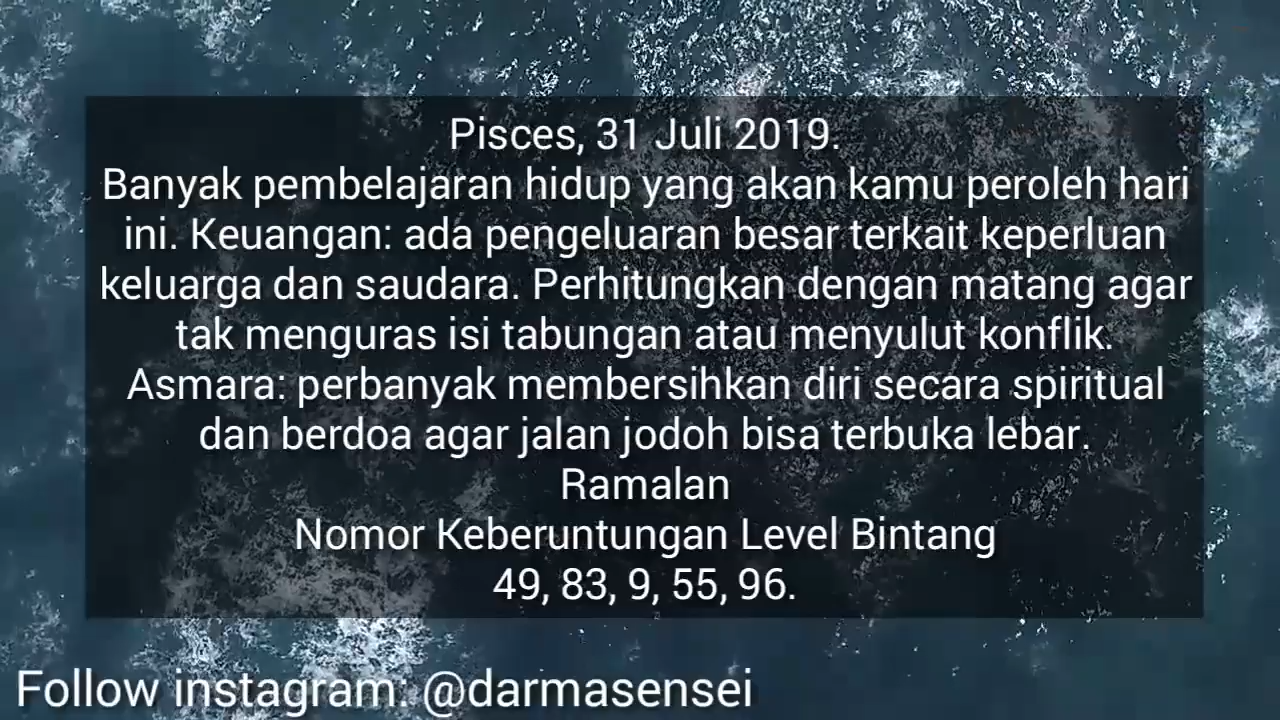 Pisces, 31 Juli 2019.
Banyak pembelajaran hidup yang akan kamu peroleh hari
ini. Keuangan: ada pengeluaran besar terkait keperluan
keluarga dan saudara. Perhitungkan dengan matang agar
tak menguras isi tabungan atau menyulut konflik.
Asmara: perbanyak membersihkan diri secara spiritual
dan berdoa agar jalan jodoh bisa terbuka lebar.
Ramalan
Nomor Keberuntungan Level Bintang
49, 83, 9, 55, 96.
Follow instagram: @darmasensei